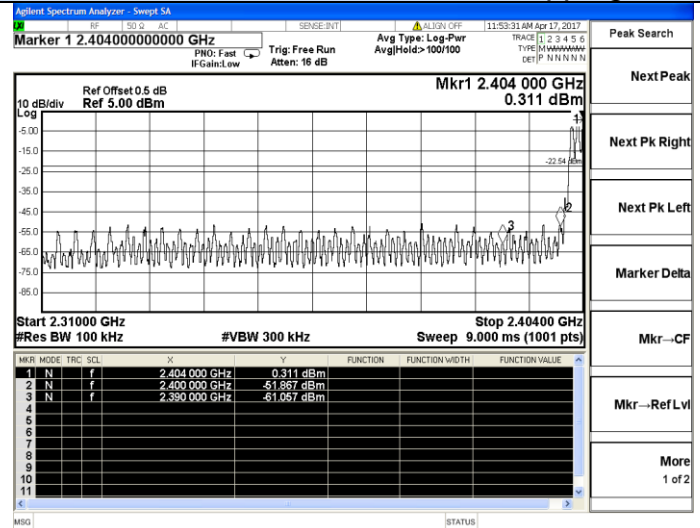 Agilent Spectrum Analyzer - Swept SA
LXI RF 50 Ω AC SENSE:INT ALIGN OFF 11:53:31 AM Apr 17, 2017
Marker 1 2.404000000000 GHz
PNO: Fast Trig: Free Run
IFGain:Low Atten: 16 dB
Avg Type: Log-Pwr
Avg|Hold:>100/100
TRACE 1 2 3 4 5 6
TYPE M WWWWW
DET P N N N N N
Ref Offset 0.5 dB
10 dB/div Ref 5.00 dBm
Log
Mkr1 2.404 000 GHz
0.311 dBm
-5.00
-15.0
-25.0
-35.0
-45.0
-55.0
-65.0
-75.0
-85.0
1
-22.54 dBm
2
3
Start 2.31000 GHz Stop 2.40400 GHz
#Res BW 100 kHz #VBW 300 kHz Sweep 9.000 ms (1001 pts)
MKR MODE TRC SCL X Y FUNCTION FUNCTION WIDTH FUNCTION VALUE
1 N f 2.404 000 GHz 0.311 dBm
2 N f 2.400 000 GHz -51.867 dBm
3 N f 2.390 000 GHz -61.057 dBm
4
5
6
7
8
9
10
11
MSG STATUS
Peak Search
Next Peak
Next Pk Right
Next Pk Left
Marker Delta
Mkr→CF
Mkr→Ref Lvl
More
1 of 2